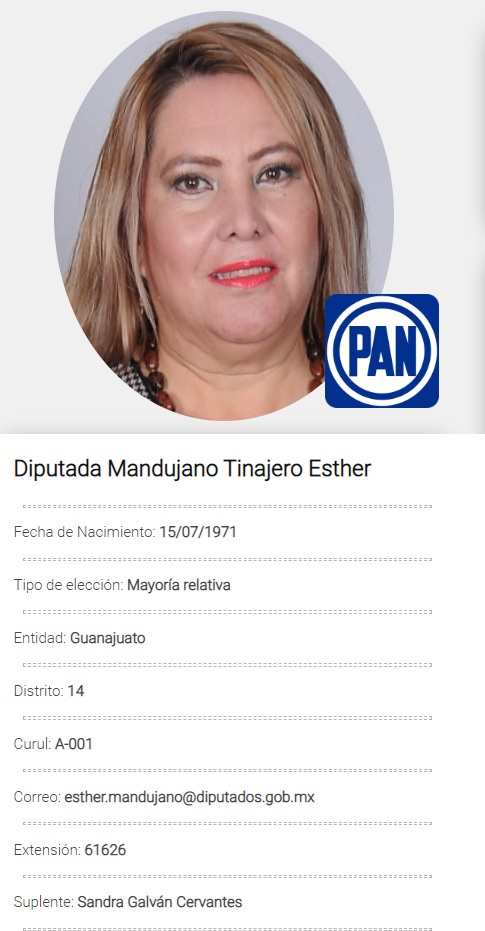 PAN
Diputada Mandujano Tinajero Esther
Fecha de Nacimiento: 15/07/1971
Tipo de elección: Mayoría relativa
Entidad: Guanajuato
Distrito: 14
Curul: A-001
Correo: esther.mandujano@diputados.gob.mx
Extensión: 61626
Suplente: Sandra Galván Cervantes